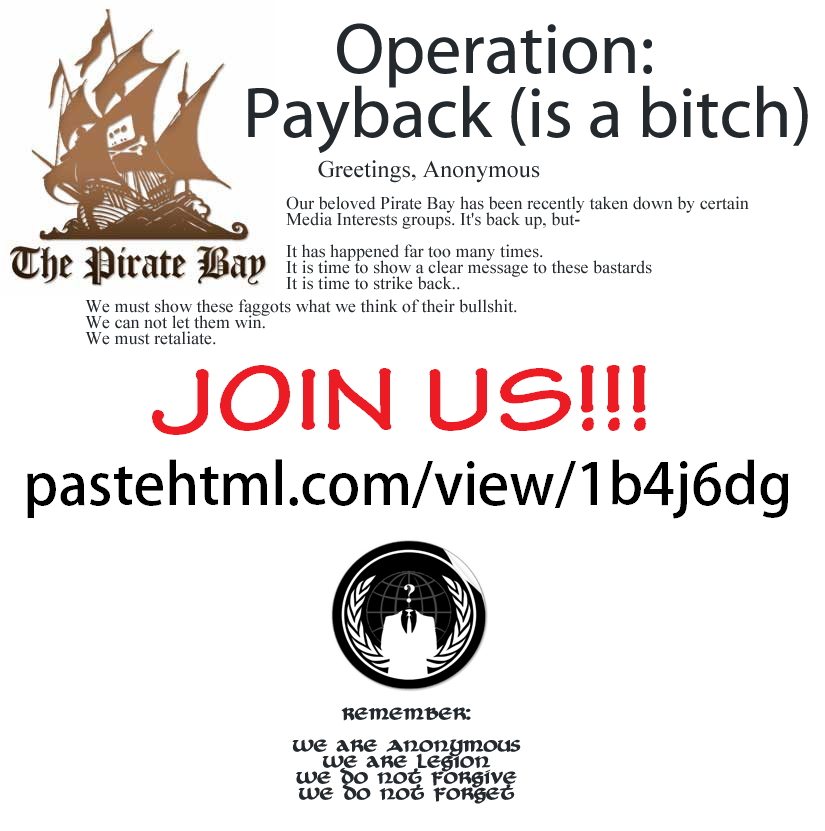 Operation:
Payback (is a bitch)
Greetings, Anonymous
Our beloved Pirate Bay has been recently taken down by certain
Media Interests groups. It's back up, but-
It has happened far too many times.
It is time to show a clear message to these bastards
It is time to strike back..
The Pirate Bay
We must show these faggots what we think of their bullshit.
We can not let them win.
We must retaliate.
JOIN US!!!
pastehtml.com/view/1b4j6dg
?
REMEMBER:
WE ARE ANONYMOUS
WE ARE LEGION
WE DO NOT FORGIVE
WE DO NOT FORGET